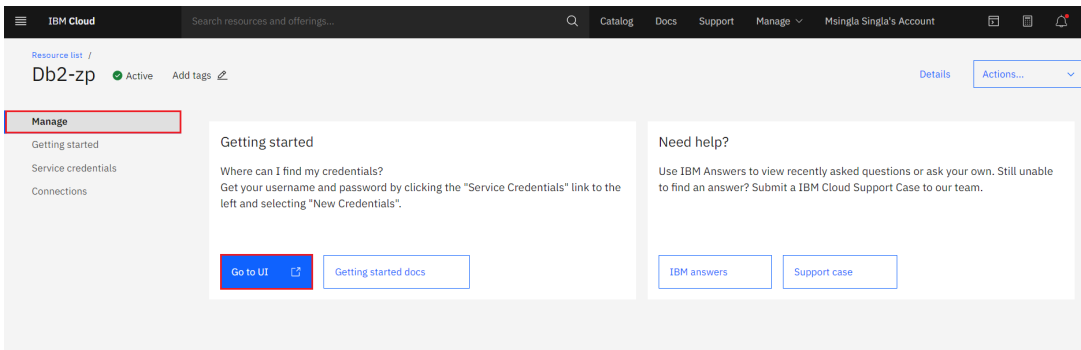 IBM Cloud
Search resources and offerings...
Catalog
Docs
Support
Manage
Msingla Singla's Account
Resource list /
Db2-zp
Active
Add tags
Details
Actions...
Manage
Getting started
Service credentials
Connections
Getting started
Where can I find my credentials?
Get your username and password by clicking the "Service Credentials" link to the
left and selecting "New Credentials".
Go to UI
Getting started docs
Need help?
Use IBM Answers to view recently asked questions or ask your own. Still unable
to find an answer? Submit a IBM Cloud Support Case to our team.
IBM answers
Support case